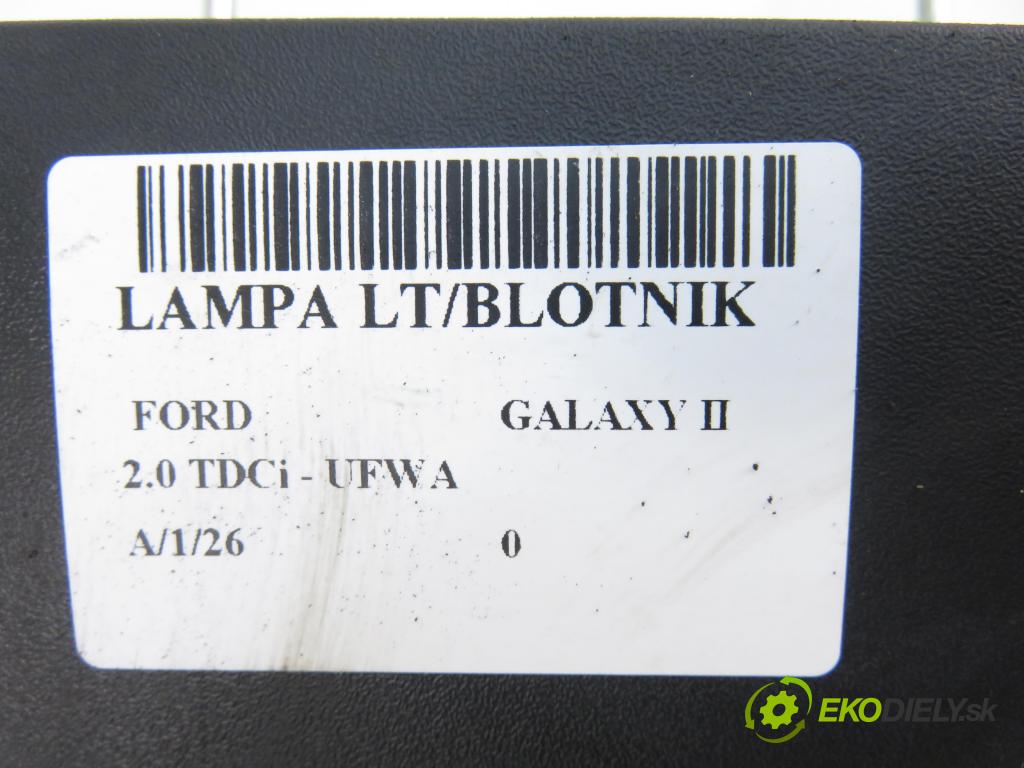 LAMPA LT/BLOTNIK
FORD GALAXY II
2.0 TDCi - UFWA
A/1/26 0
EKODIELY.sk